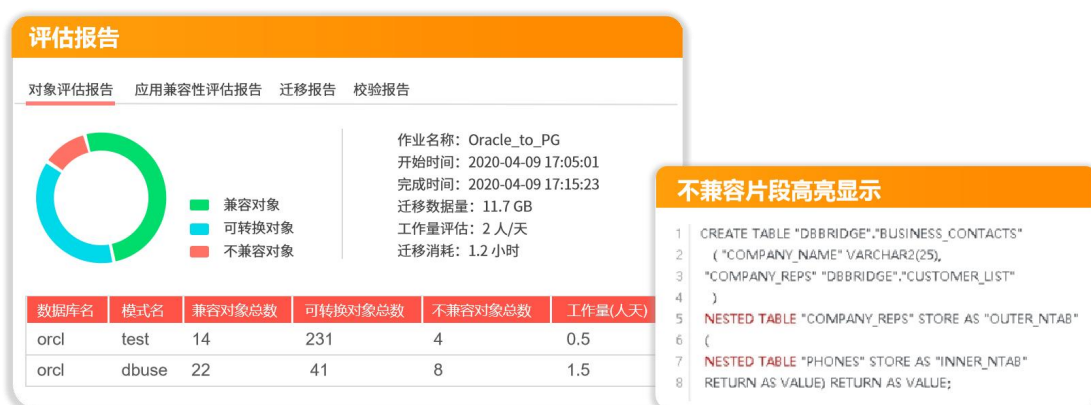 评估报告
对象评估报告 应用兼容性评估报告 迁移报告 校验报告
兼容对象
可转换对象
不兼容对象
作业名称：Oracle_to_PG
开始时间：2020-04-09 17:05:01
完成时间：2020-04-09 17:15:23
迁移数据量：11.7 GB
工作量评估：2 人/天
迁移消耗：1.2 小时
数据库名 模式名 兼容对象总数 可转换对象总数 不兼容对象总数 工作量(人天)
orcl test 14 231 4 0.5
orcl dbuse 22 41 8 1.5
不兼容片段高亮显示
1 CREATE TABLE "DBBRIDGE"."BUSINESS_CONTACTS"
2 ( "COMPANY_NAME" VARCHAR2(25),
3 "COMPANY_REPS" "DBBRIDGE"."CUSTOMER_LIST"
4 )
5 NESTED TABLE "COMPANY_REPS" STORE AS "OUTER_NTAB"
6 (
7 NESTED TABLE "PHONES" STORE AS "INNER_NTAB"
8 RETURN AS VALUE) RETURN AS VALUE;